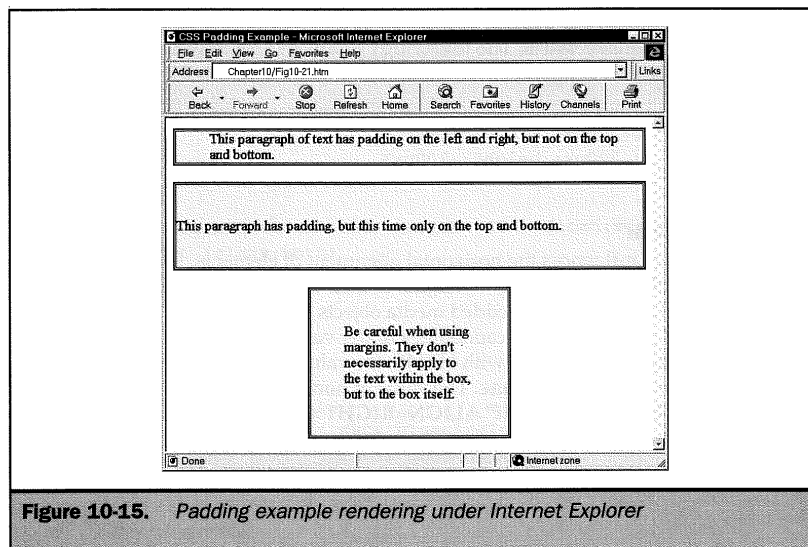 CSS Padding Example - Microsoft Internet Explorer
File Edit View Go Favorites Help
Address Chapter10/Fig10-21.htm Links
Back Forward Stop Refresh Home Search Favorites History Channels Print
This paragraph of text has padding on the left and right, but not on the top
and bottom.
This paragraph has padding, but this time only on the top and bottom.
Be careful when using
margins. They don't
necessarily apply to
the text within the box,
but to the box itself.
Done Internet zone
Figure 10-15. Padding example rendering under Internet Explorer